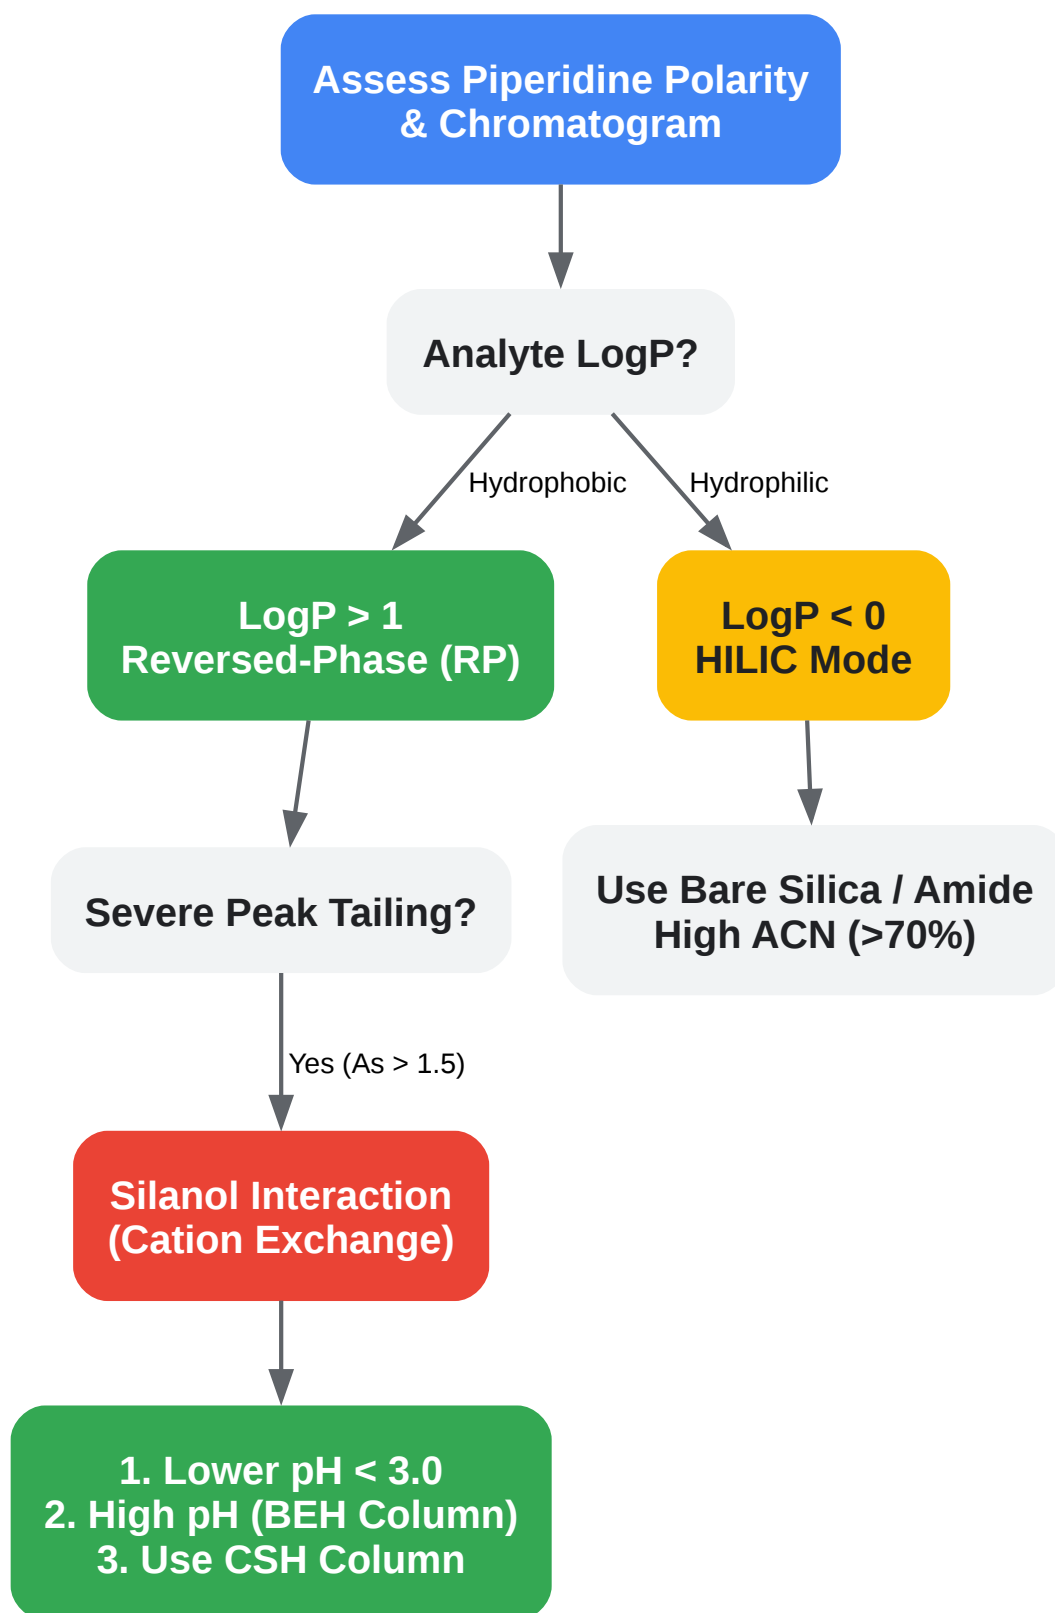 Assess Piperidine Polarity
& Chromatogram
Analyte LogP?
Hydrophobic
Hydrophilic
LogP > 1
Reversed-Phase (RP)
LogP < 0
HILIC Mode
Severe Peak Tailing?
Use Bare Silica / Amide
High ACN (>70%)
Yes (As > 1.5)
Silanol Interaction
(Cation Exchange)
1. Lower pH < 3.0
2. High pH (BEH Column)
3. Use CSH Column